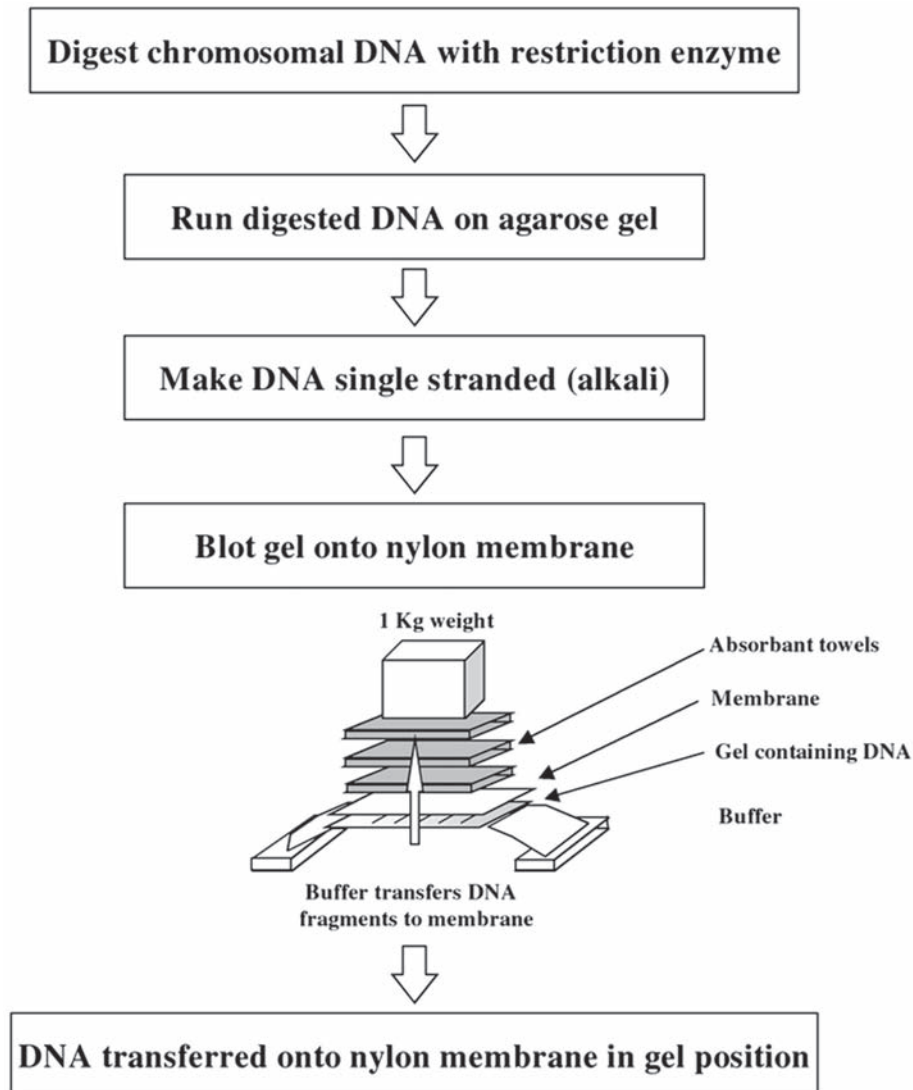 Digest chromosomal DNA with restriction enzyme
Run digested DNA on agarose gel
Make DNA single stranded (alkali)
Blot gel onto nylon membrane
1 Kg weight
Absorbant towels
Membrane
Gel containing DNA
Buffer
Buffer transfers DNA
fragments to membrane
DNA transferred onto nylon membrane in gel position